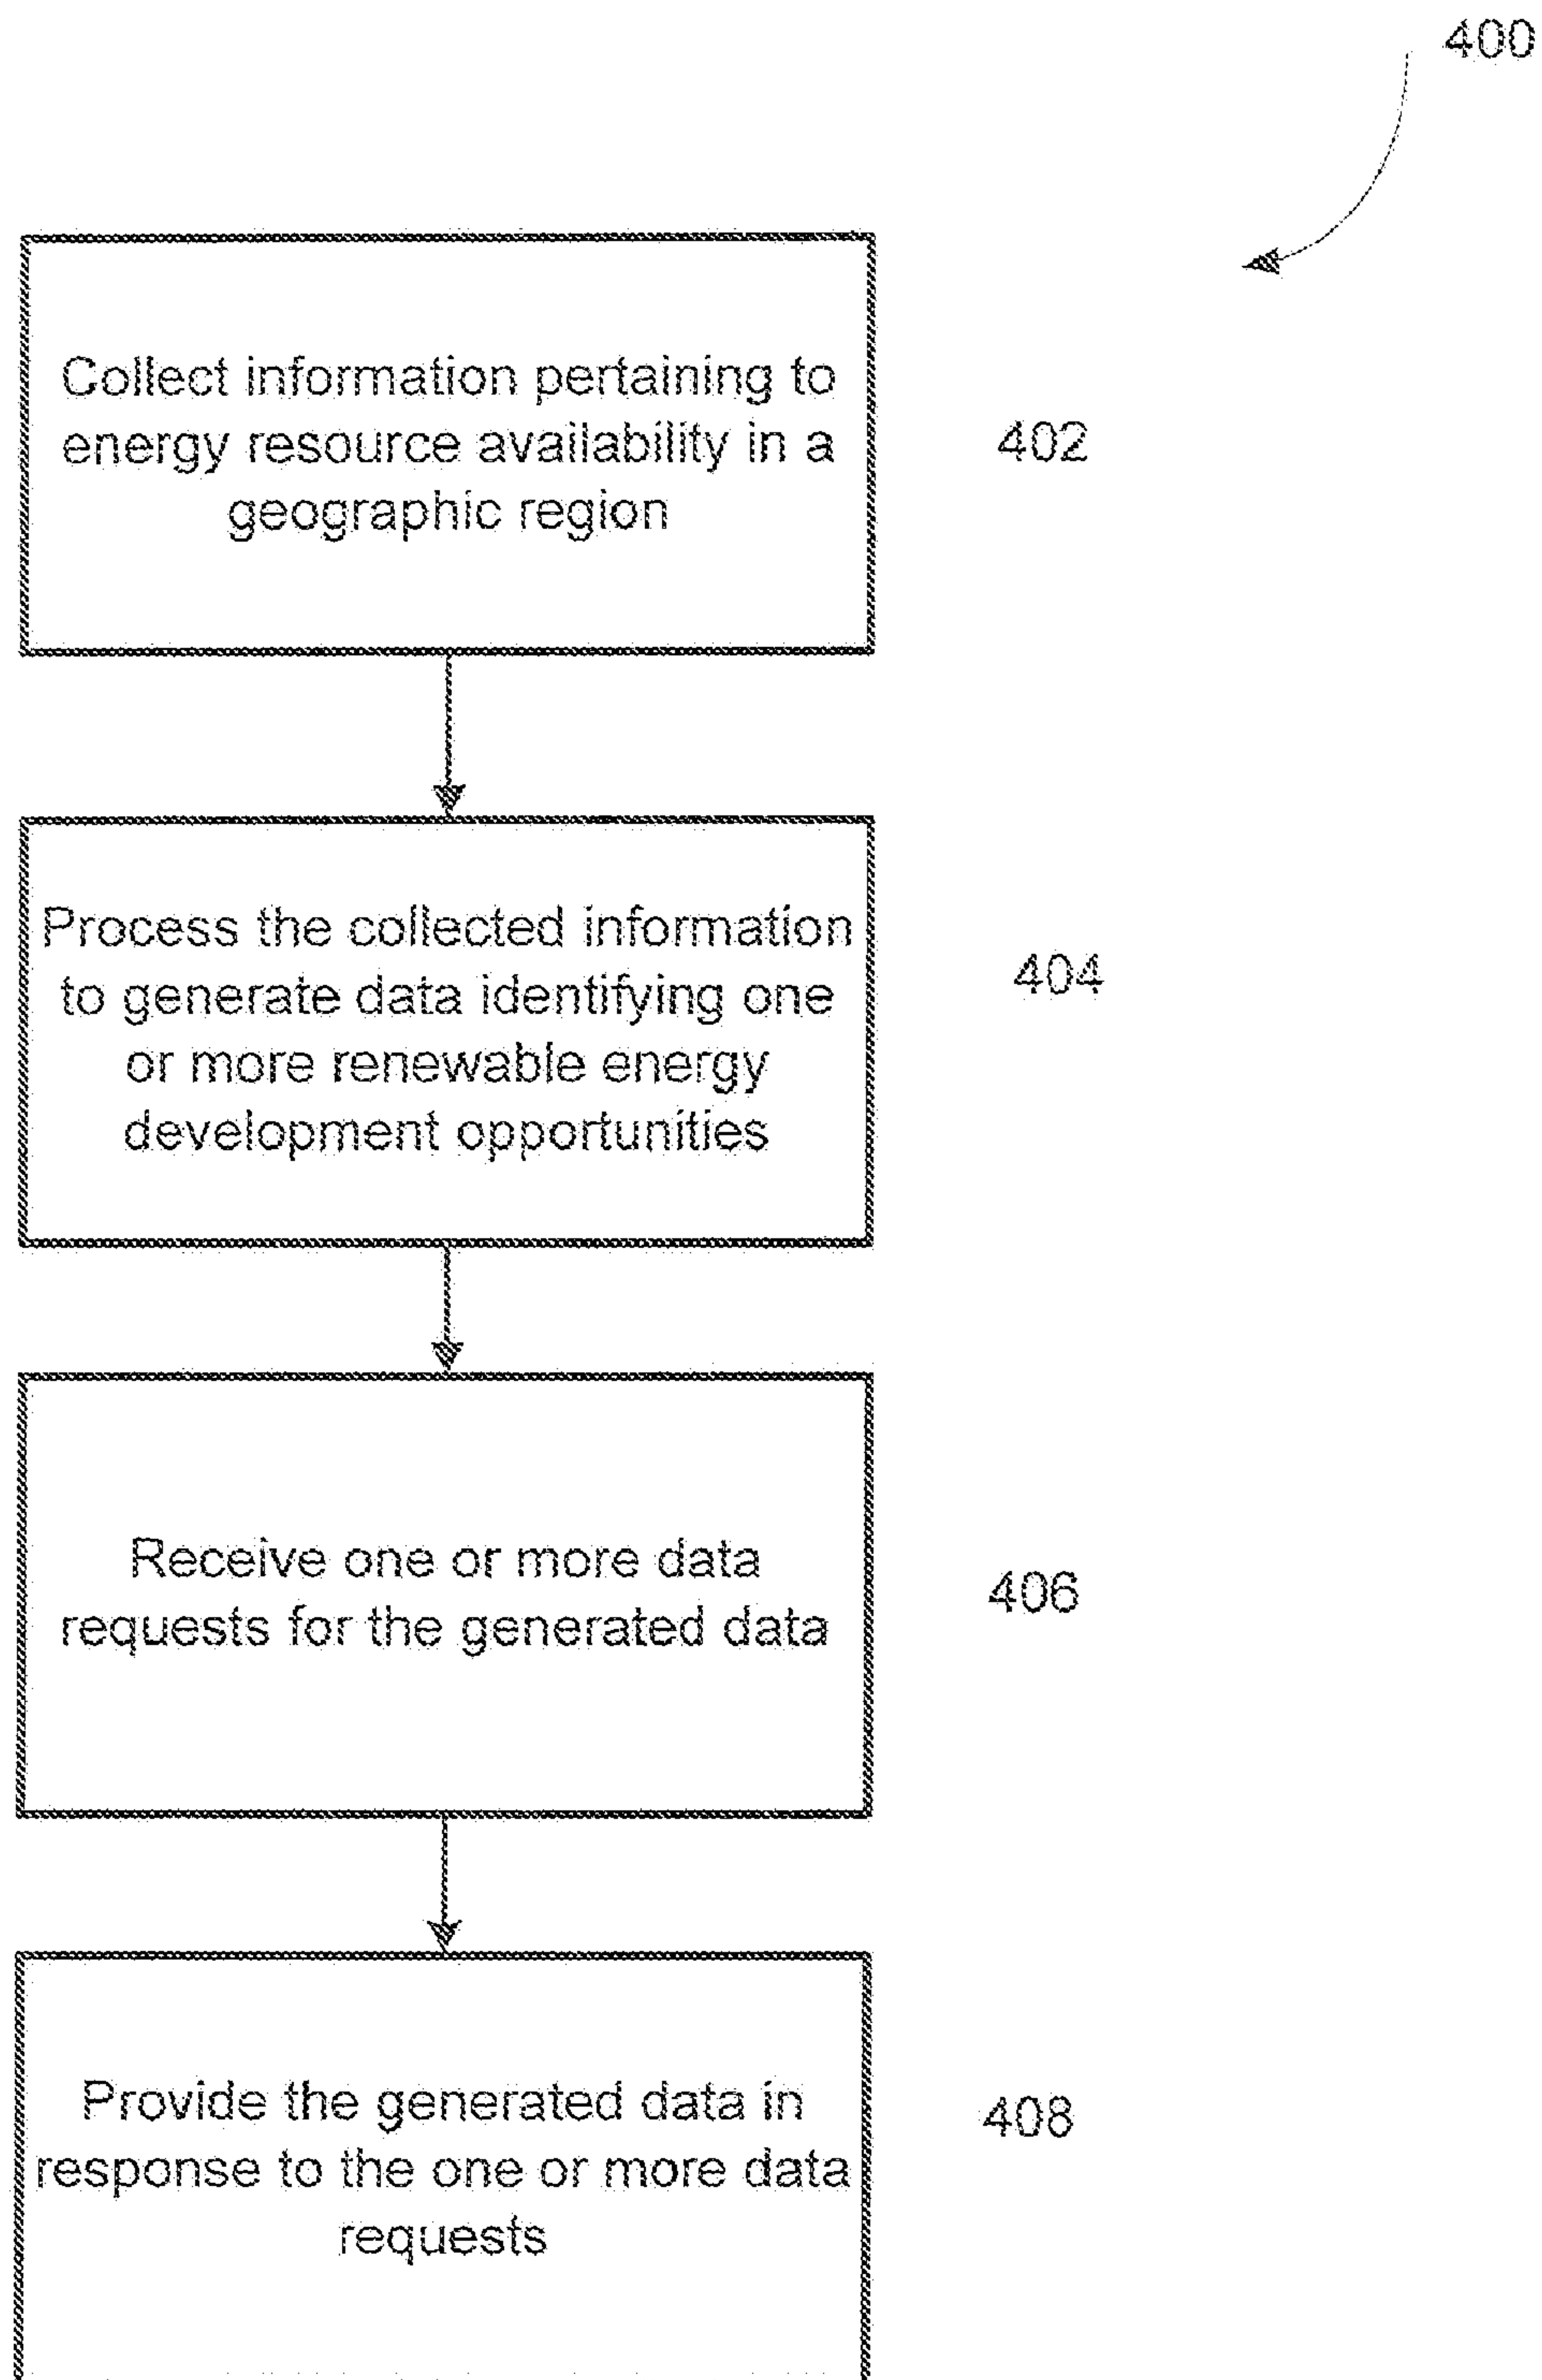 400
Collect information pertaining to
energy resource availability in a
geographic region
402
Process the collected information
to generate data identifying one
or more renewable energy
development opportunities
404
Receive one or more data
requests for the generated data
406
Provide the generated data in
response to the one or more data
requests
408